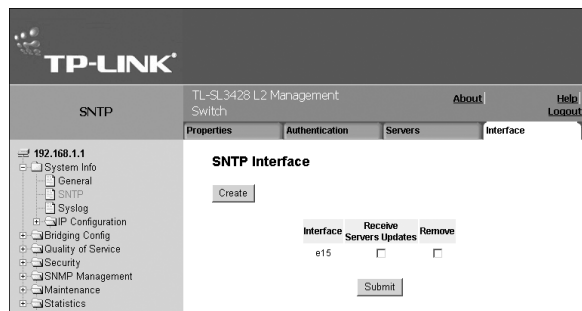 TP-LINK
SNTP
TL-SL3428 L2 Management
Switch
About
Help
Logout
Properties
Authentication
Servers
Interface
192.168.1.1
System Info
General
SNTP
Syslog
IP Configuration
Bridging Config
Quality of Service
Security
SNMP Management
Maintenance
Statistics
SNTP Interface
Create
Interface Receive Servers Updates Remove
e15
Submit